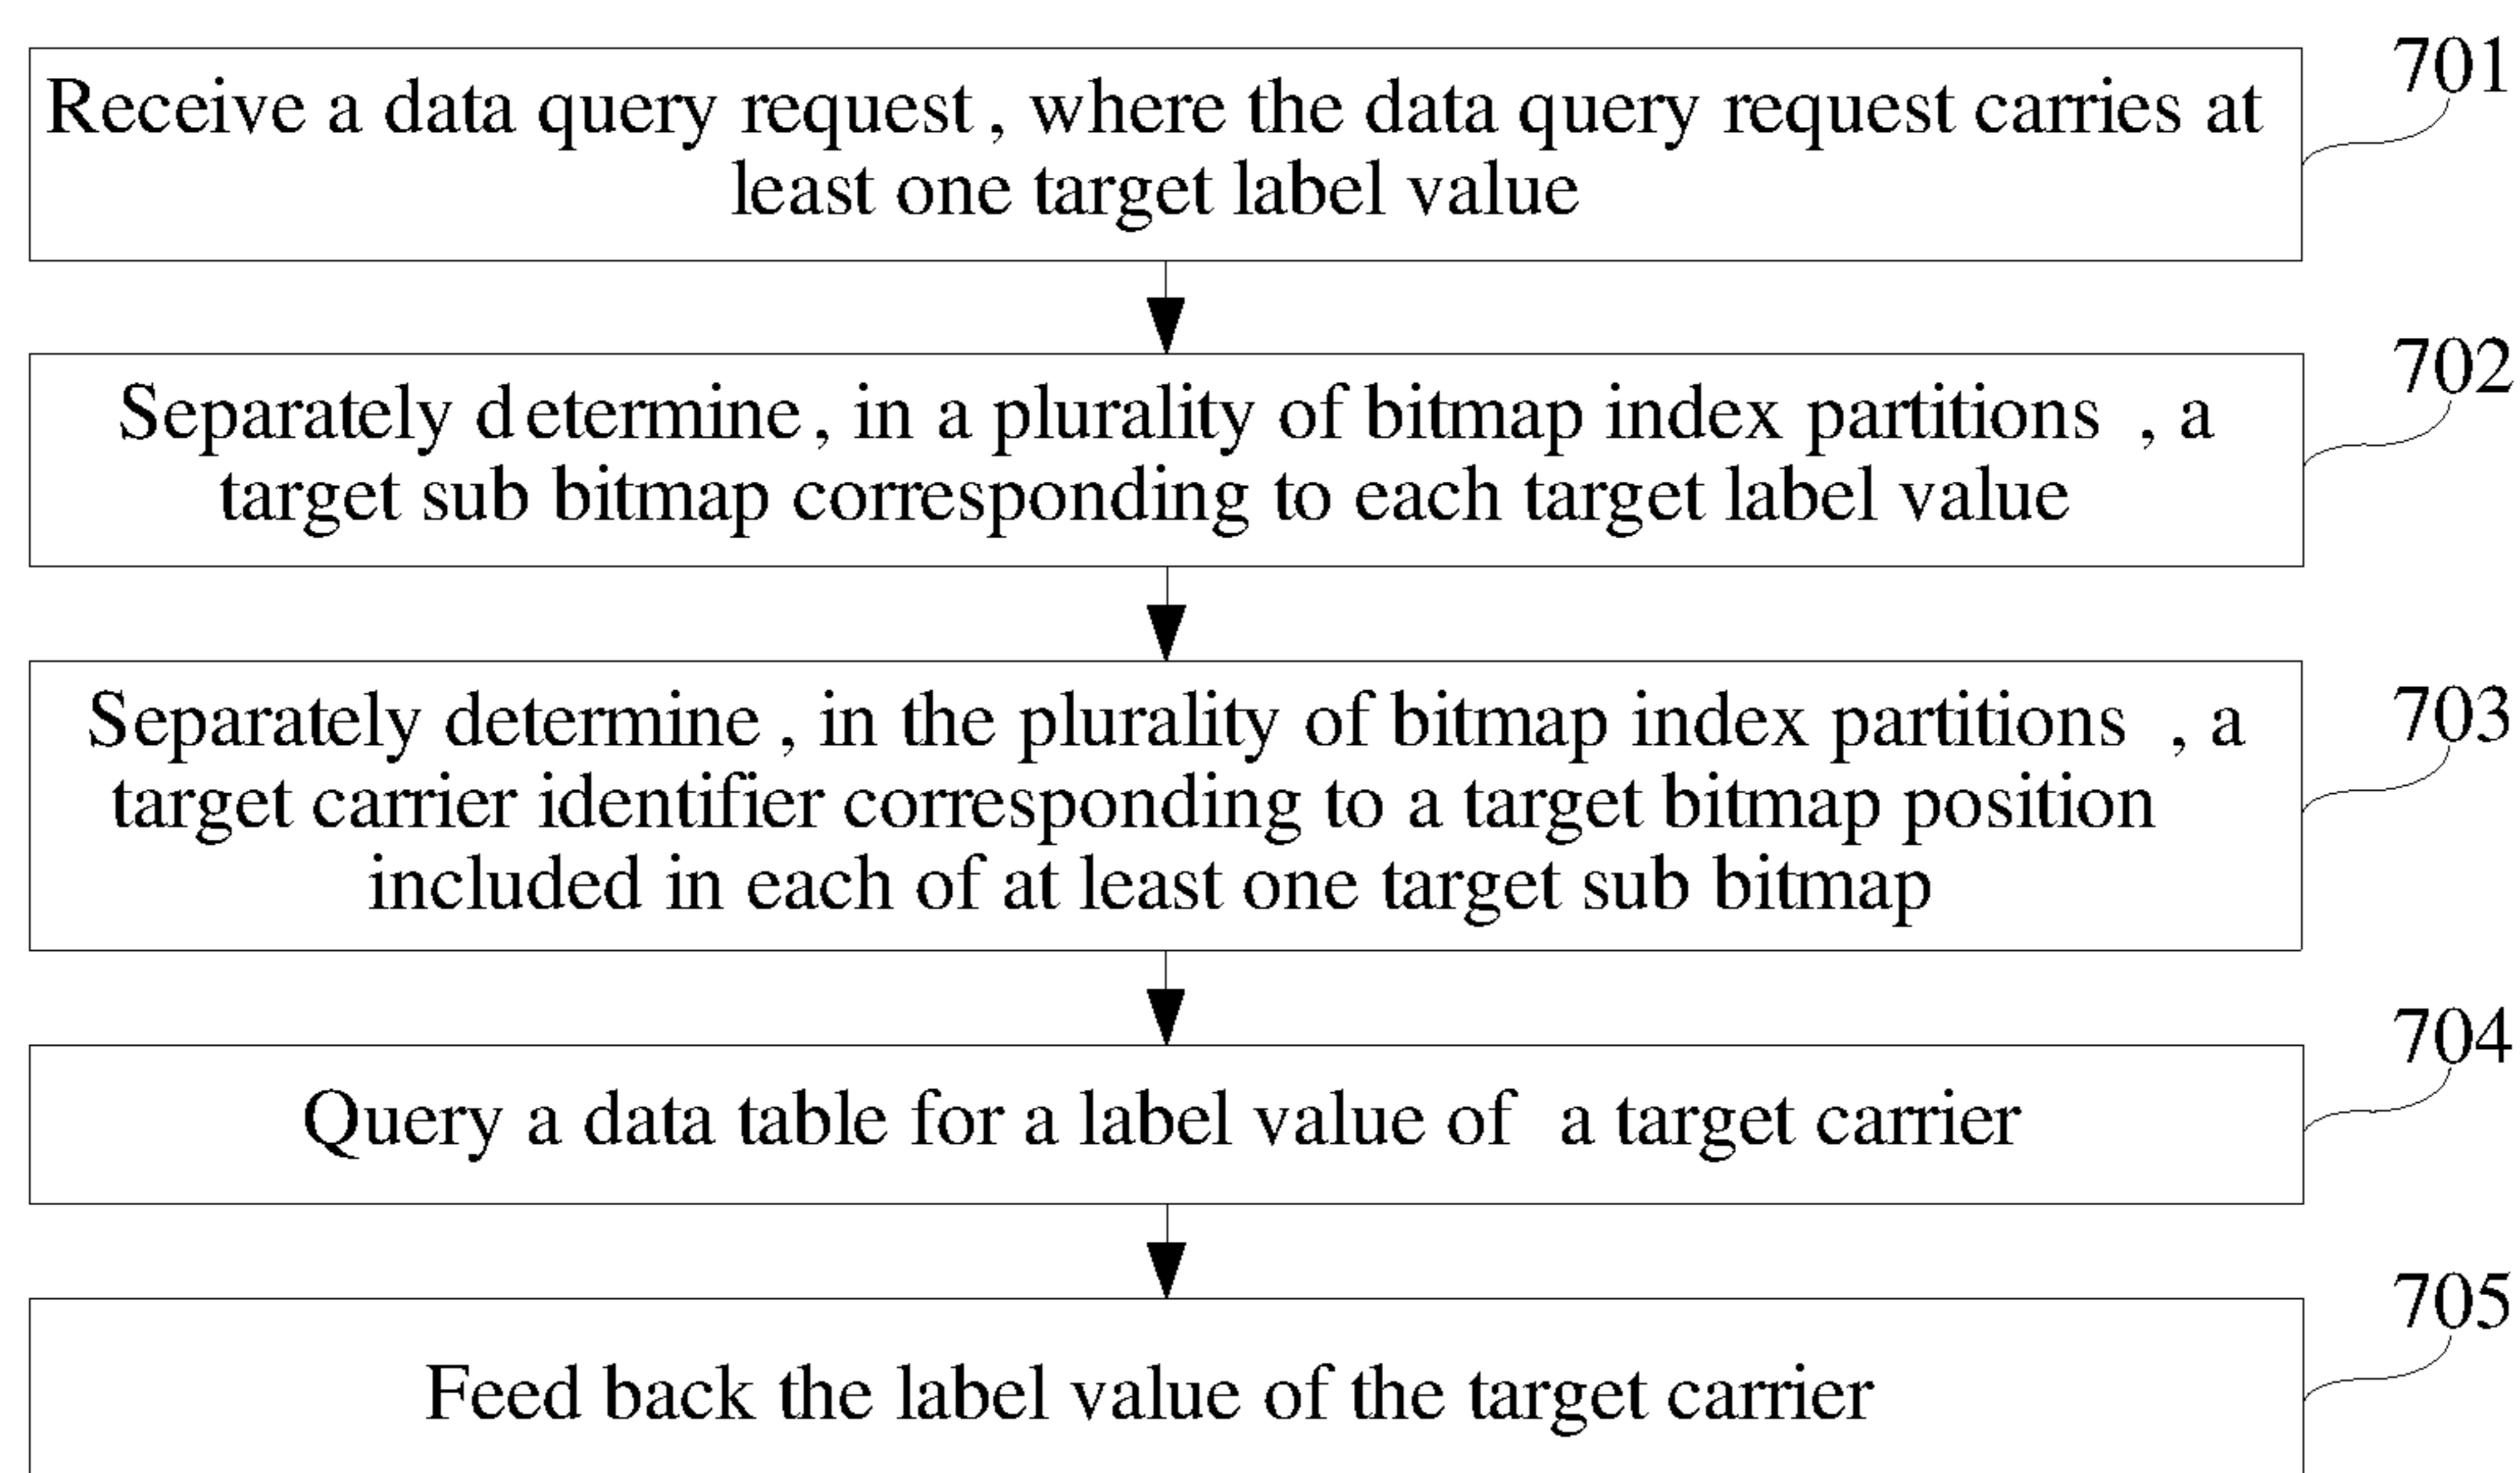 701
Receive a data query request, where the data query request carries at
least one target label value
702
Separately determine, in a plurality of bitmap index partitions , a
target sub bitmap corresponding to each target label value
703
Separately determine, in the plurality of bitmap index partitions , a
target carrier identifier corresponding to a target bitmap position
included in each of at least one target sub bitmap
704
Query a data table for a label value of a target carrier
705
Feed back the label value of the target carrier